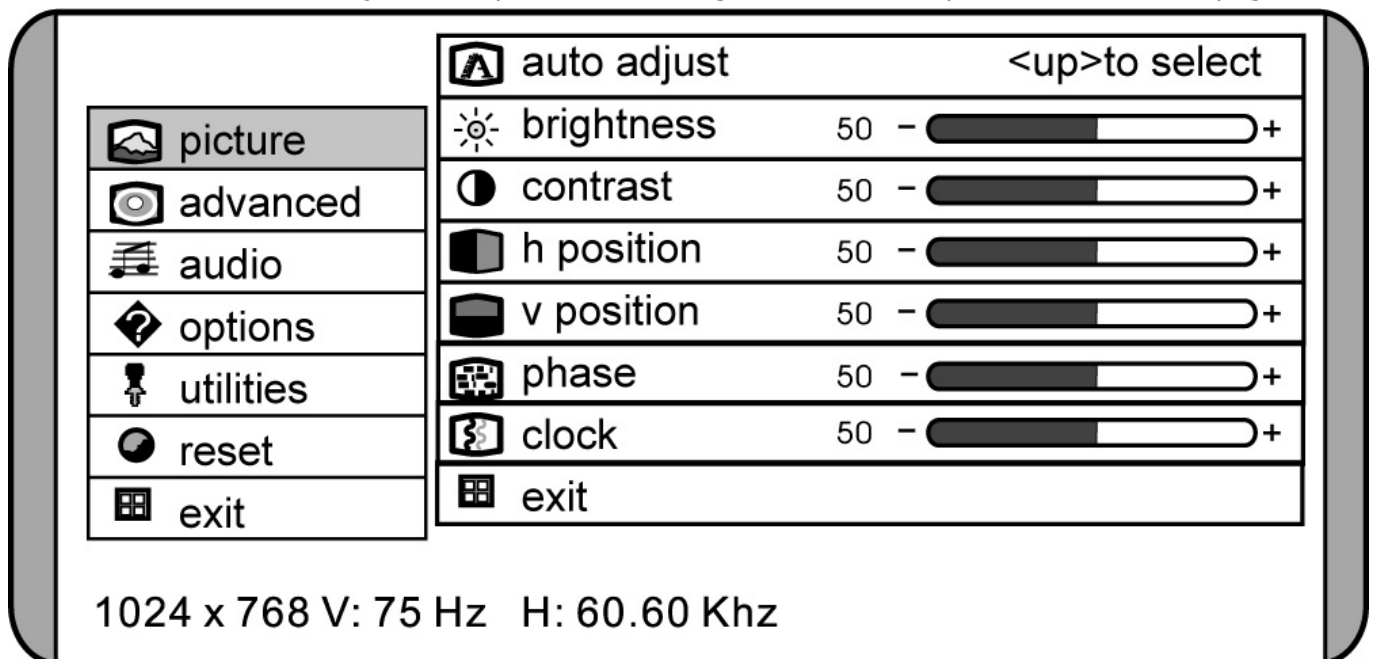 auto adjust <up>to select
brightness 50 - +
contrast 50 - +
h position 50 - +
v position 50 - +
phase 50 - +
clock 50 - +
exit
picture
advanced
audio
options
utilities
reset
exit
1024 x 768 V: 75 Hz H: 60.60 Khz